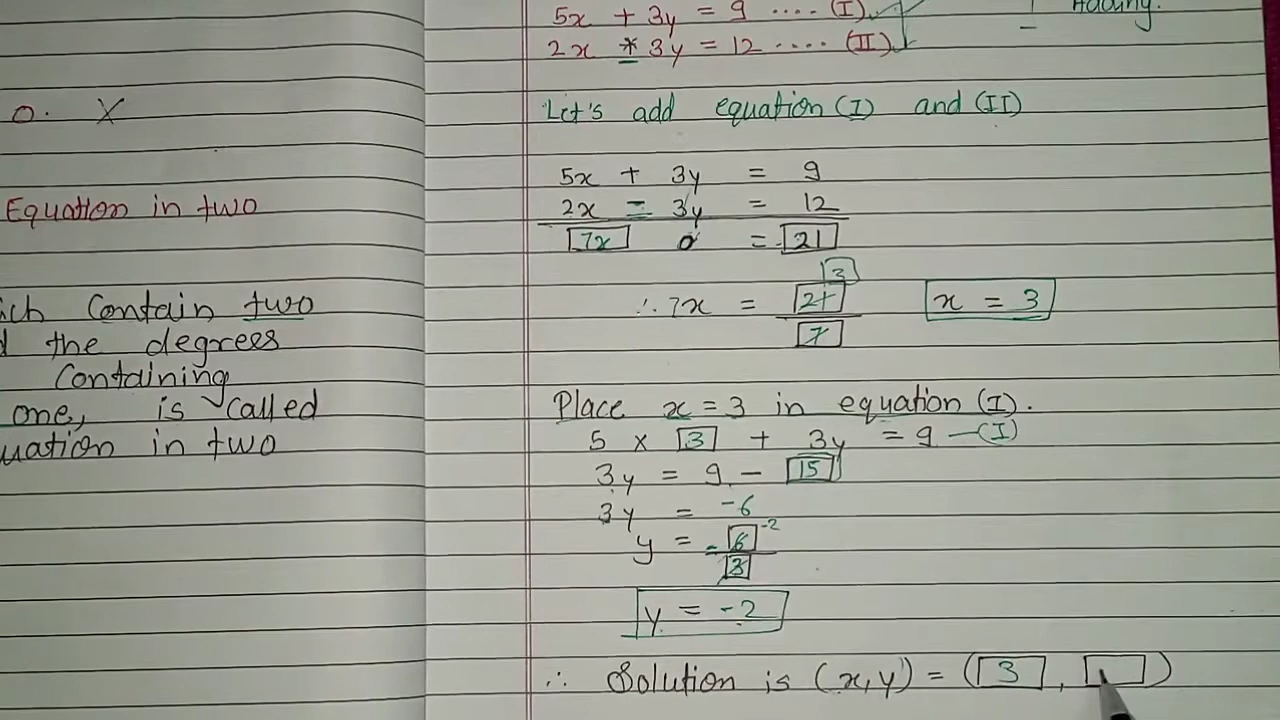 O. X
Equation in two
ich Contain two
the degrees
Containing
one, is called
uation in two
5x + 3y = 9 .... (I)
2x * 3y = 12 .... (II)
Adding.
Let's add equation (I) and (II)
5x + 3y = 9
2x = 3y = 12
7x 0 = 21
3
∴ 7x = 21 x = 3
7
Place x = 3 in equation (I).
5 x 3 + 3y = 9 —(I)
3y = 9 - 15
3y = -6
y = -6 -2
3
y = -2
∴ Solution is (x, y) = (3, )